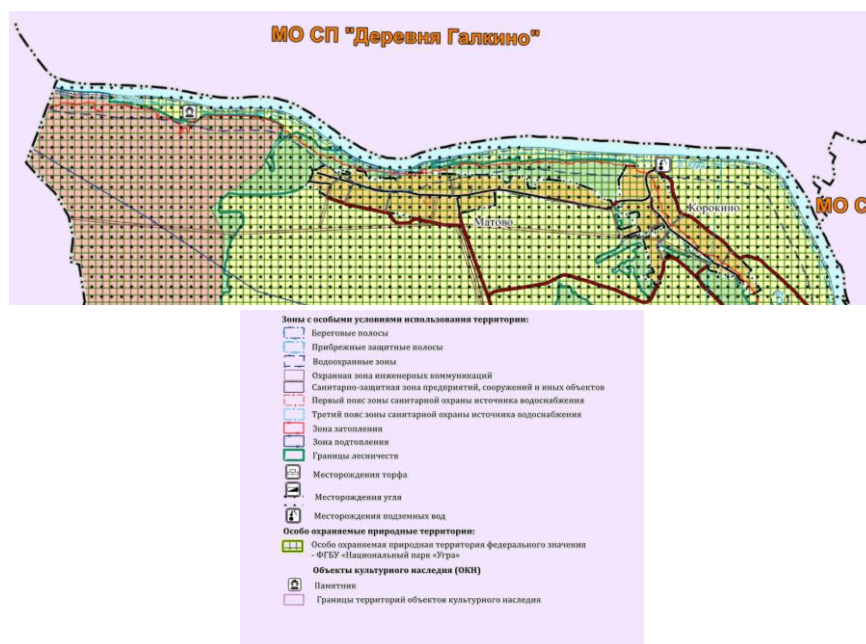 МО СП "Деревня Галкино"
Корокино
МО С
Матово
Зоны с особыми условиями использования территории:
Береговые полосы
Прибрежные защитные полосы
Водоохранные зоны
Охранная зона инженерных коммуникаций
Санитарно-защитная зона предприятий, сооружений и иных объектов
Первый пояс зоны санитарной охраны источника водоснабжения
Третий пояс зоны санитарной охраны источника водоснабжения
Зона затопления
Зона подтопления
Границы лесничеств
Месторождения торфа
Месторождения угля
Месторождения подземных вод
Особо охраняемые природные территории:
Особо охраняемая природная территория федерального значения
- ФГБУ «Национальный парк «Угра»
Объекты культурного наследия (ОКН)
Памятник
Границы территорий объектов культурного наследия